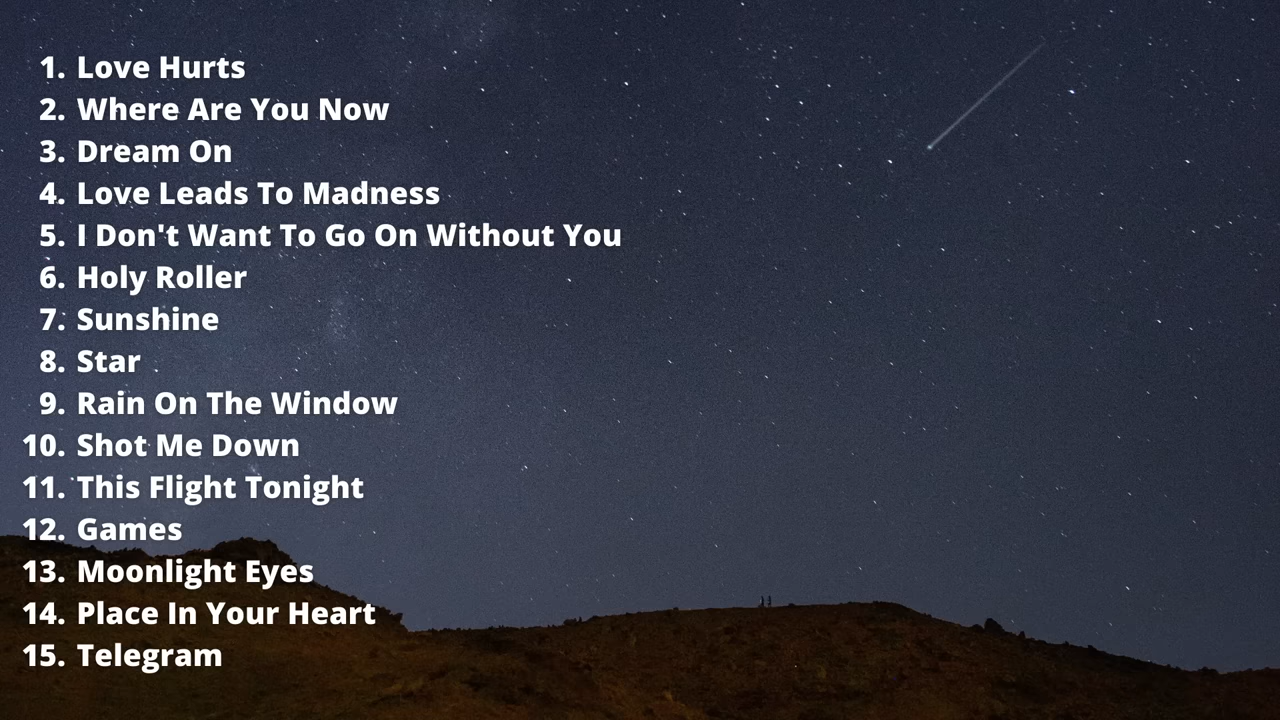 1. Love Hurts
2. Where Are You Now
3. Dream On
4. Love Leads To Madness
5. I Don't Want To Go On Without You
6. Holy Roller
7. Sunshine
8. Star
9. Rain On The Window
10. Shot Me Down
11. This Flight Tonight
12. Games
13. Moonlight Eyes
14. Place In Your Heart
15. Telegram